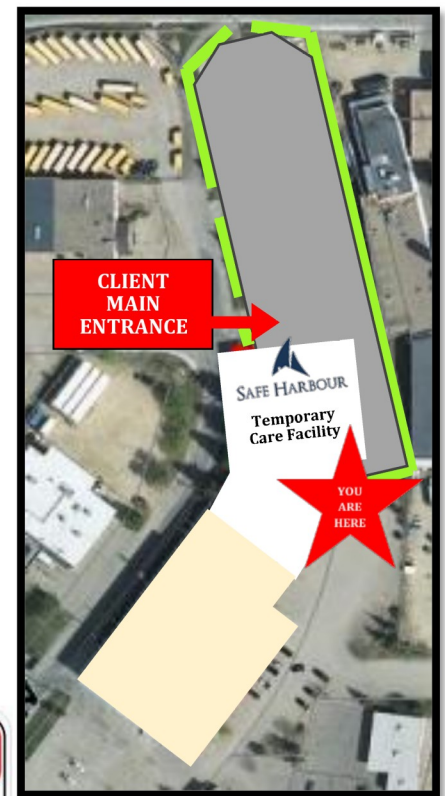 CLIENT
MAIN
ENTRANCE
SAFE HARBOUR
Temporary
Care Facility
YOU
ARE
HERE